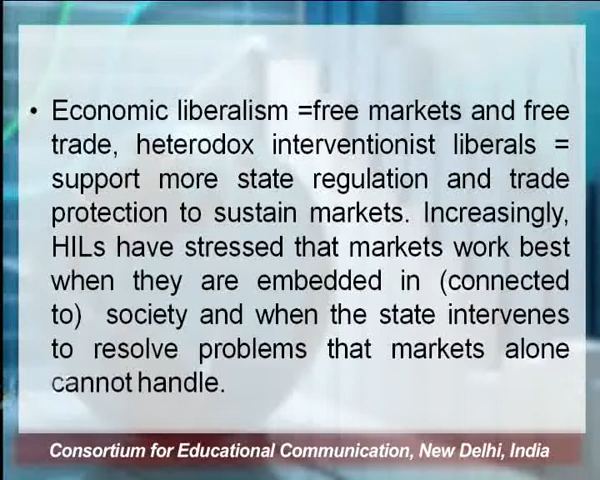 • Economic liberalism =free markets and free
trade, heterodox interventionist liberals =
support more state regulation and trade
protection to sustain markets. Increasingly,
HILs have stressed that markets work best
when they are embedded in (connected
to) society and when the state intervenes
to resolve problems that markets alone
cannot handle.
Consortium for Educational Communication, New Delhi, India